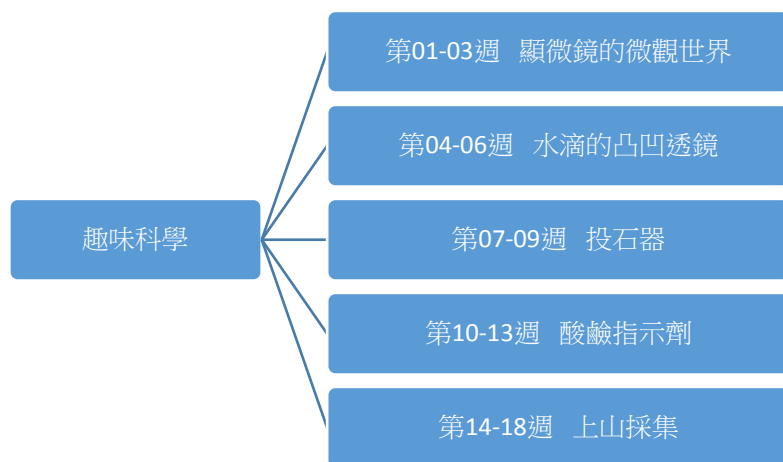 第01-03週 顯微鏡的微觀世界
第04-06週 水滴的凸凹透鏡
趣味科學
第07-09週 投石器
第10-13週 酸鹼指示劑
第14-18週 上山採集